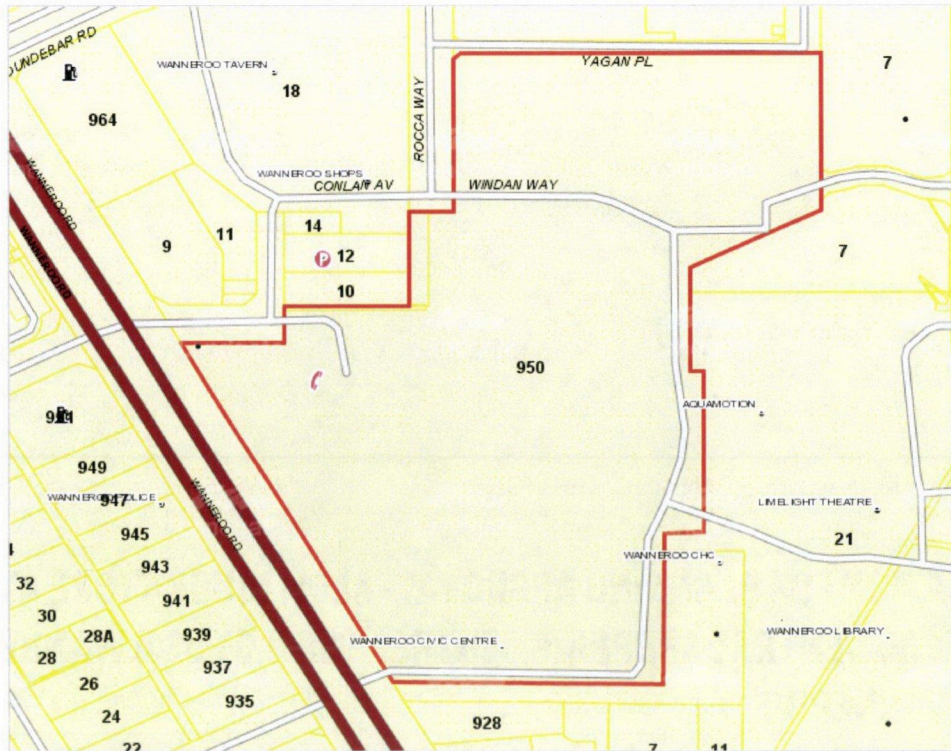 OUNDEBAR RD
WANNEROO TAVERN
YAGAN PL
7
18
964
ROCCA WAY
WANNEROO RD
WANNEROO SHOPS
CONLAN AV
WINDAN WAY
14
11
9
12
P
7
WANNEROO RD
10
950
AQUAMOTION
949
947
WANNEROO POLICE
WANNEROO RD
LIMELIGHT THEATRE
945
21
WANNEROO CHC
943
32
941
30
28A
939
WANNEROO CIVIC CENTRE
WANNEROO LIBRARY
28
937
26
935
24
928
22
7
11